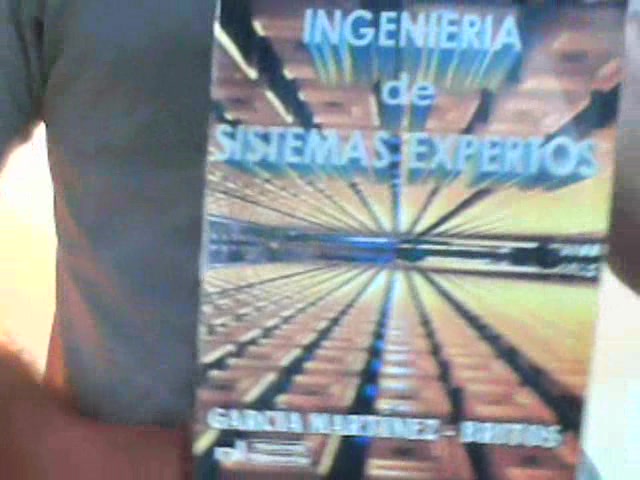 INGENIERIA
de
SISTEMAS EXPERTOS
GARCIA MARTINEZ - BRITOS